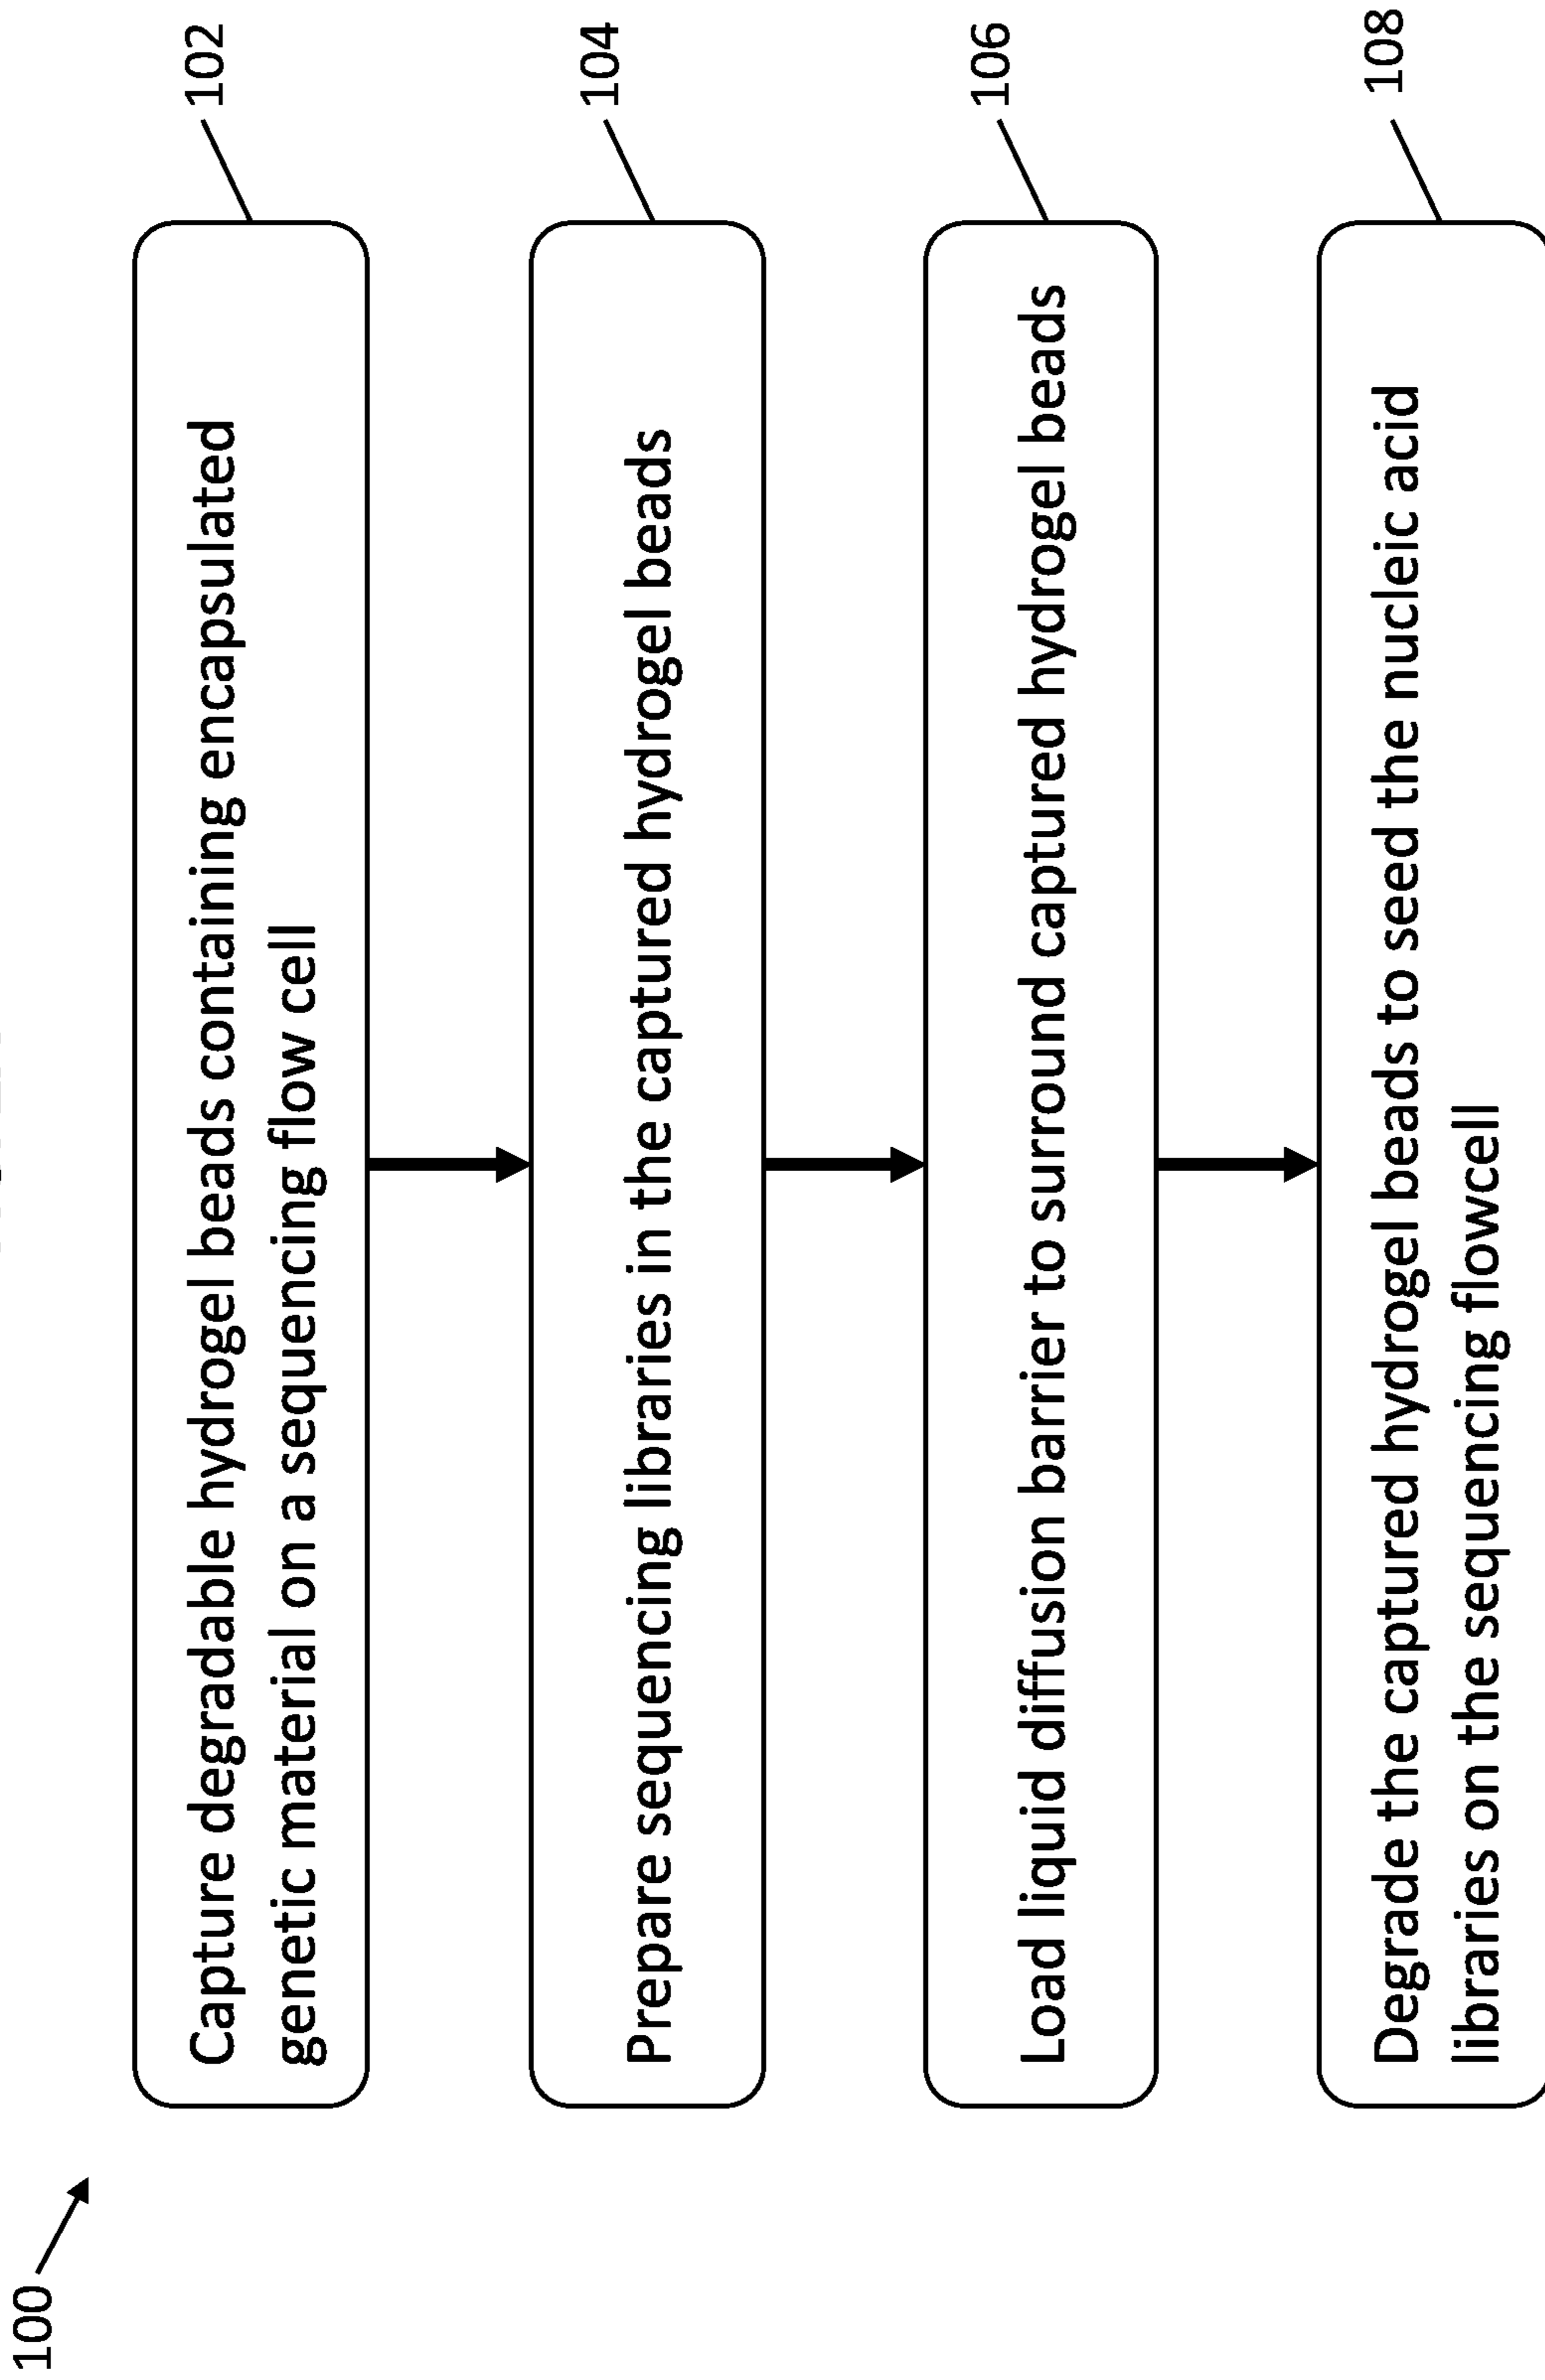 100
Capture degradable hydrogel beads containing encapsulated
genetic material on a sequencing flow cell
102
Prepare sequencing libraries in the captured hydrogel beads
104
Load liquid diffusion barrier to surround captured hydrogel beads
106
Degrade the captured hydrogel beads to seed the nucleic acid
libraries on the sequencing flowcell
108